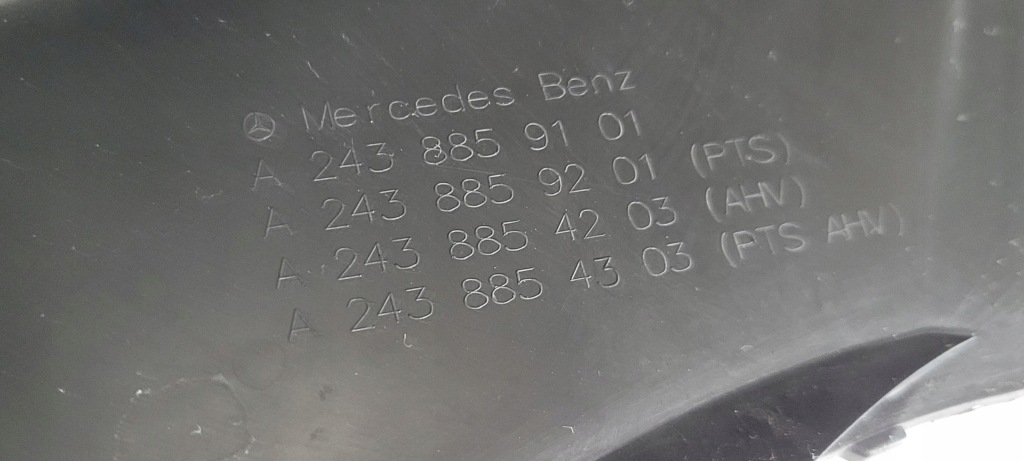 Mercedes Benz
A 243 885 91 01
A 243 885 92 01 (PTS)
A 243 885 42 03 (AHV)
A 243 885 43 03 (PTS AHV)